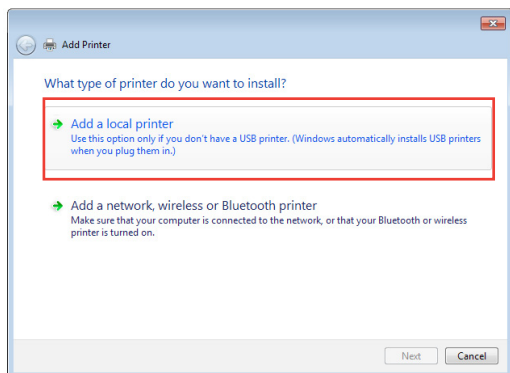 Add Printer
What type of printer do you want to install?
Add a local printer
Use this option only if you don't have a USB printer. (Windows automatically installs USB printers
when you plug them in.)
Add a network, wireless or Bluetooth printer
Make sure that your computer is connected to the network, or that your Bluetooth or wireless
printer is turned on.
Next Cancel